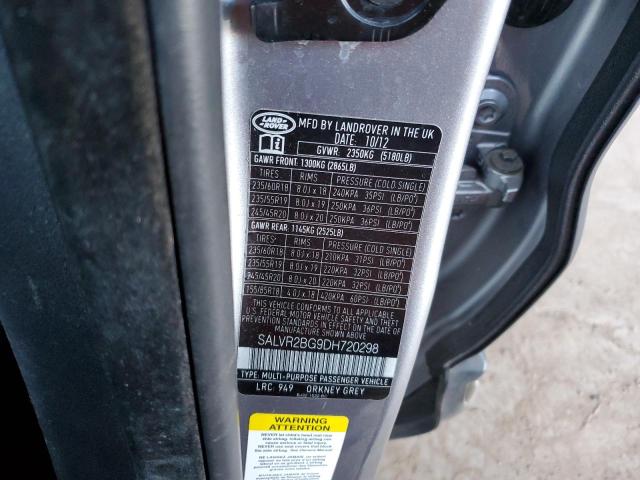 LAND ROVER
MFD BY LANDROVER IN THE UK
DATE: 10/12
GVWR 2350KG (5180LB)
GAWR FRONT: 1300KG (2865LB)
TIRES RIMS PRESSURE (COLD SINGLE)
235/60R18 8.0J x 18 240KPA 35PSI (LB/PO²)
235/55R19 8.0J x 19 250KPA 36PSI (LB/PO²)
245/45R20 8.0J x 20 250KPA 36PSI (LB/PO²)
GAWR REAR: 1145KG (2525LB)
TIRES RIMS PRESSURE (COLD SINGLE)
235/60R18 8.0J x 18 210KPA 31PSI (LB/PO²)
235/55R19 8.0J x 19 220KPA 32PSI (LB/PO²)
245/45R20 8.0J x 20 220KPA 32PSI (LB/PO²)
155/85R18 4.0J x 18 420KPA 60PSI (LB/PO²)
THIS VEHICLE CONFORMS TO ALL APPLICABLE
FEDERAL MOTOR VEHICLE SAFETY, BUMPER,
AND THEFT PREVENTION STANDARDS IN EFFECT
ON THE DATE OF MANUFACTURE SHOWN ABOVE
SALVR2BG9DH720298
TYPE: MULTI-PURPOSE PASSENGER VEHICLE
LRC 949 ORKNEY GREY
WARNING
ATTENTION